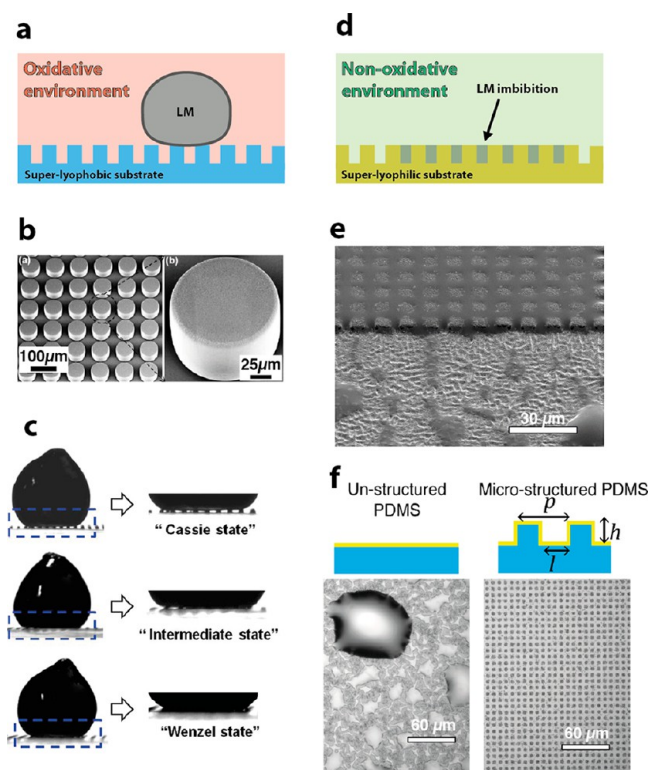 a
Oxidative
environment
LM
Super-lyophobic substrate
d
Non-oxidative
environment
LM imbibition
Super-lyophilic substrate
b
(a)
(b)
100μm
25μm
e
30 μm
c
"Cassie state"
"Intermediate state"
"Wenzel state"
f
Un-structured
PDMS
Micro-structured PDMS
p
h
l
60 μm
60 μm